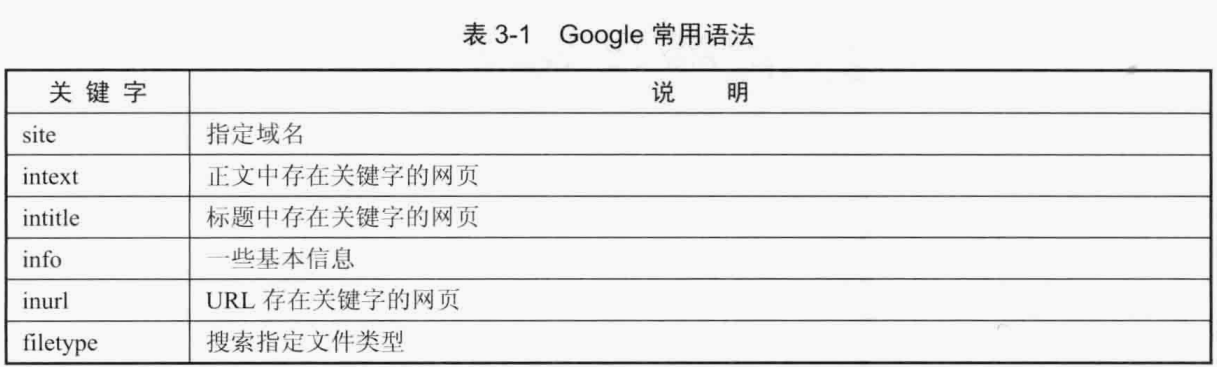 表 3-1 Google 常用语法
关键字 说 明
site 指定域名
intext 正文中存在关键字的网页
intitle 标题中存在关键字的网页
info 一些基本信息
inurl URL 存在关键字的网页
filetype 搜索指定文件类型